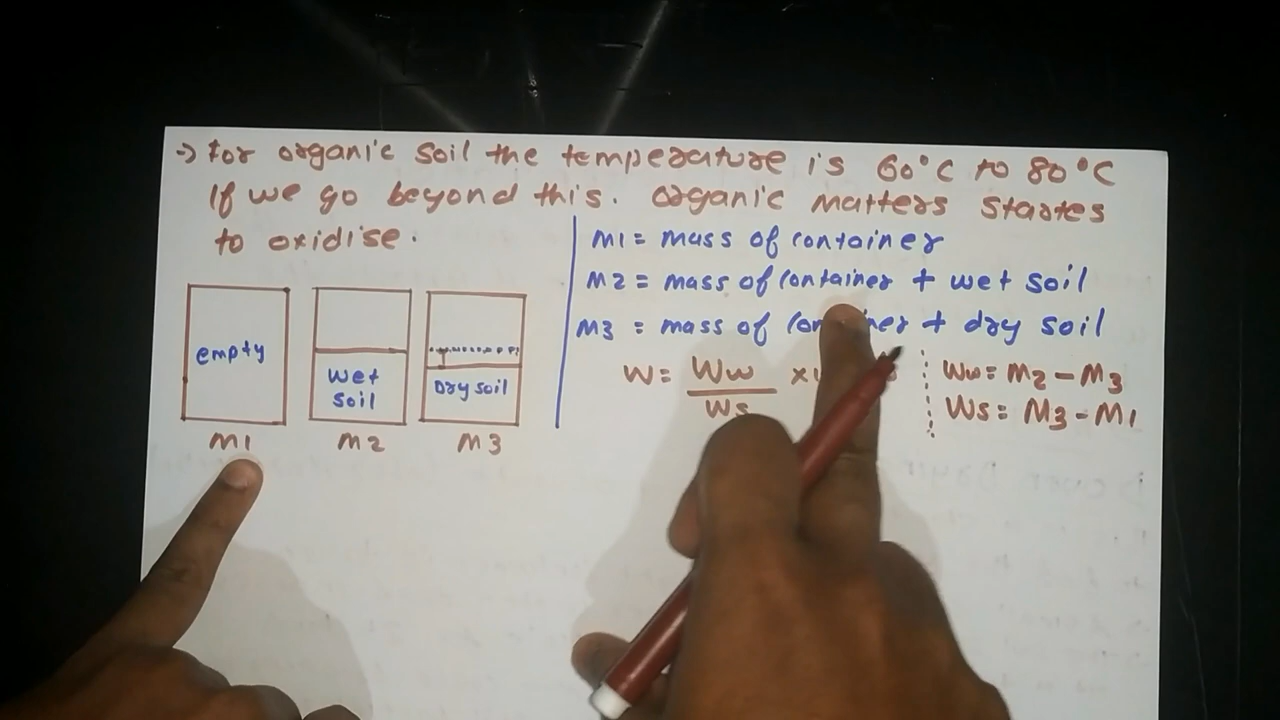 -> For organic soil the temperature is 60°C to 80°C
If we go beyond this. organic matters startes
to oxidise.
M1 = mass of container
M2 = mass of container + wet soil
M3 = mass of + dry soil
empty
wet
soil
Dry soil
M1
M2
M3
W = Ww
Ws
Ww = M2 - M3
Ws = M3 - M1